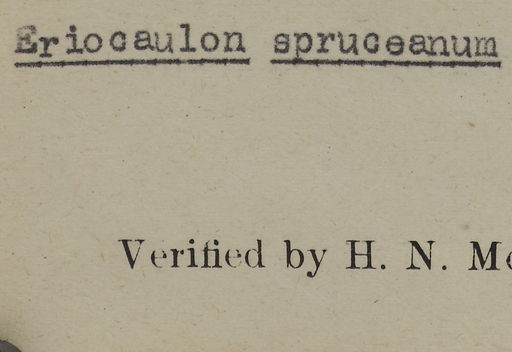 Eriocaulon spruceanum
Verified by H. N.